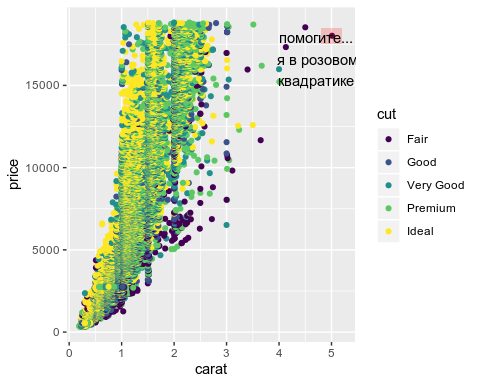 помогите...
я в розовом
квадратике
cut
Fair
Good
Very Good
Premium
Ideal
15000
10000
5000
0
price
0 1 2 3 4 5
carat